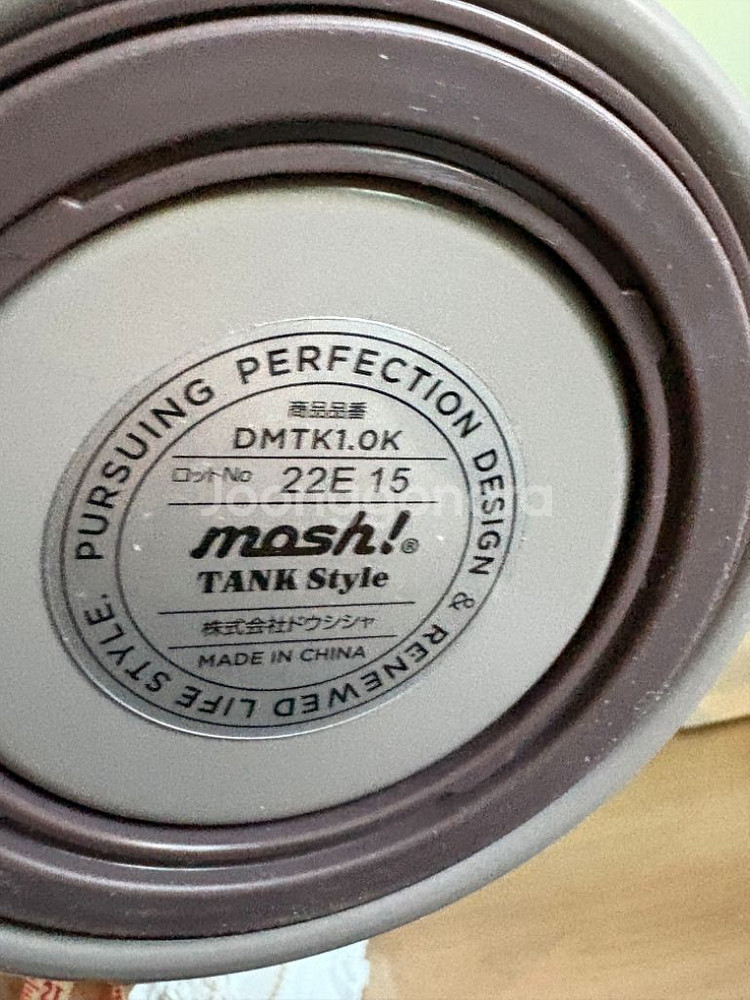 PURSUING PERFECTION DESIGN & RENEWED LIFE STYLE.
商品品番
DMTK1.0K
ロットNo 22E 15
Joonggonara
mosh!®
TANK Style
株式会社ドウシシャ
MADE IN CHINA